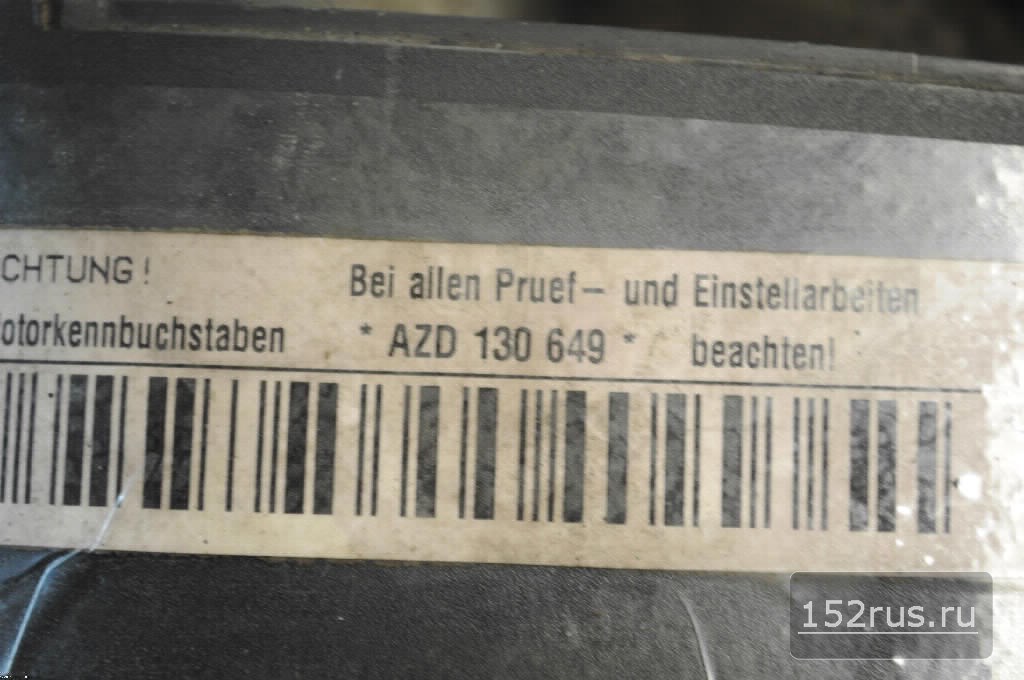 CHTUNG! Bei allen Pruef- und Einstellarbeiten
otorkennbuchstaben * AZD 130 649 * beachten!
152rus.ru